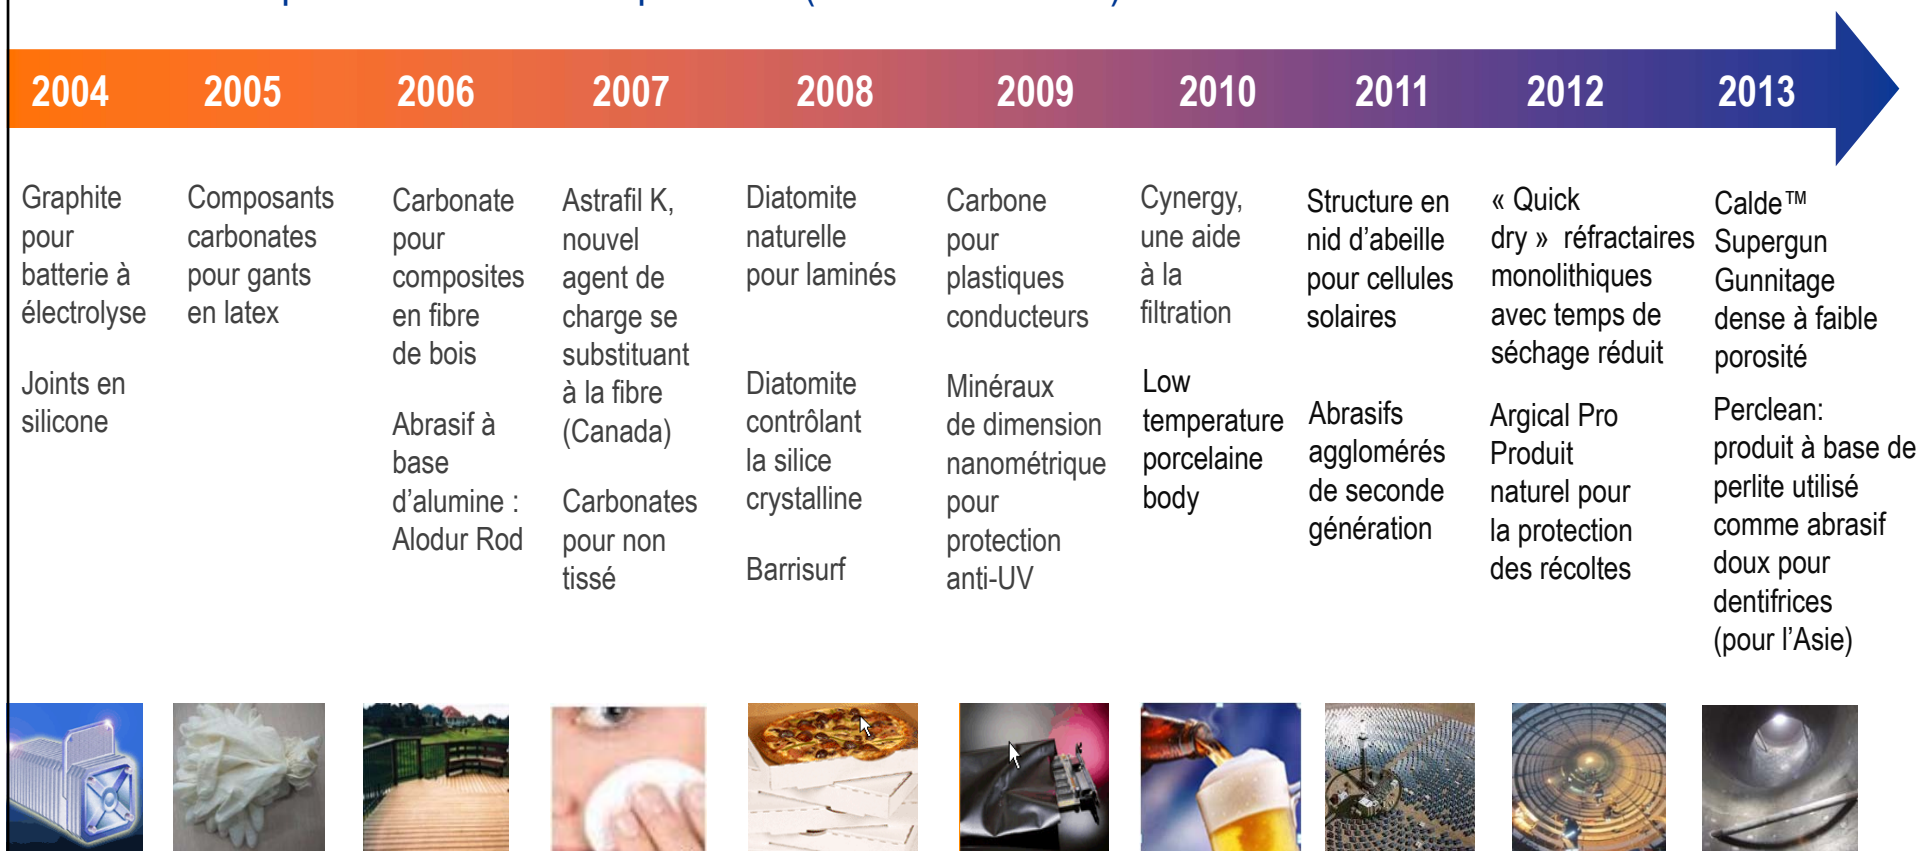 2004
2005
2006
2007
2008
2009
2010
2011
2012
2013
Graphite
pour
batterie à
électrolyse
Joints en
silicone
Composants
carbonates
pour gants
en latex
Carbonate
pour
composites
en fibre
de bois
Abrasif à
base
d’alumine :
Alodur Rod
Astrafil K,
nouvel
agent de
charge se
substituant
à la fibre
(Canada)
Carbonates
pour non
tissé
Diatomite
naturelle
pour laminés
Diatomite
contrôlant
la silice
crystalline
Barrisurf
Carbone
pour
plastiques
conducteurs
Minéraux
de dimension
nanométrique
pour
protection
anti-UV
Cynergy,
une aide
à la
filtration
Low
temperature
porcelaine
body
Structure en
nid d’abeille
pour cellules
solaires
Abrasifs
agglomérés
de seconde
génération
« Quick
dry » réfractaires
monolithiques
avec temps de
séchage réduit
Argical Pro
Produit
naturel pour
la protection
des récoltes
Calde™
Supergun
Gunnitage
dense à faible
porosité
Perclean:
produit à base de
perlite utilisé
comme abrasif
doux pour
dentifrices
(pour l’Asie)